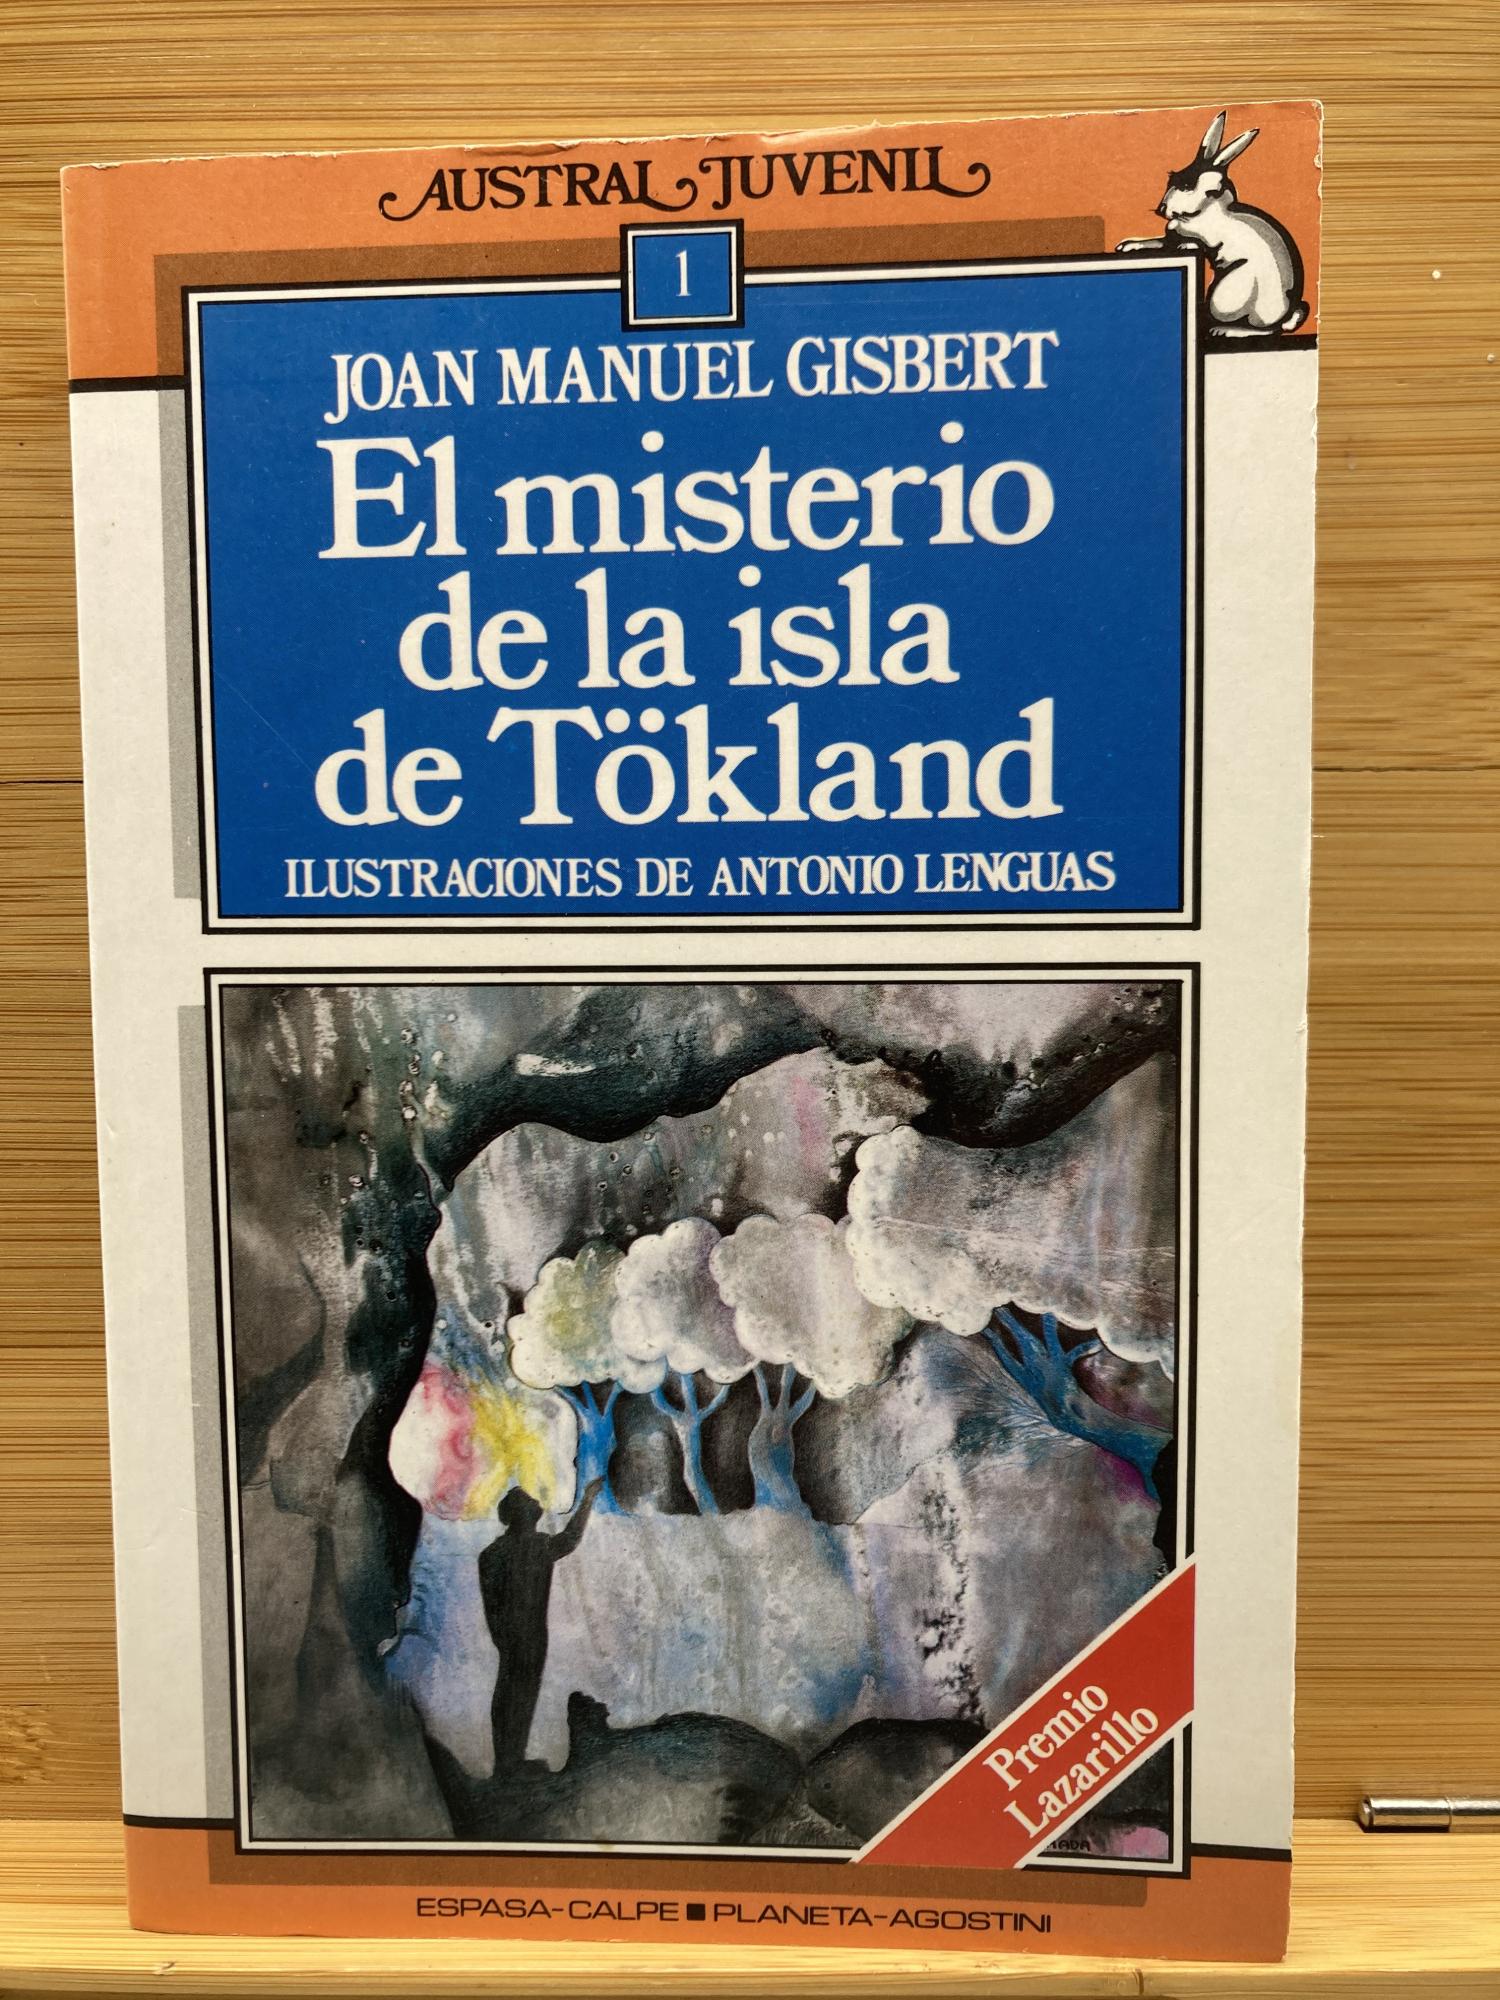 AUSTRAL JUVENIL
1
JOAN MANUEL GISBERT
El misterio
de la isla
de Tökland
ILUSTRACIONES DE ANTONIO LENGUAS
Premio
Lazarillo
ESPASA-CALPE ■ PLANETA-AGOSTINI